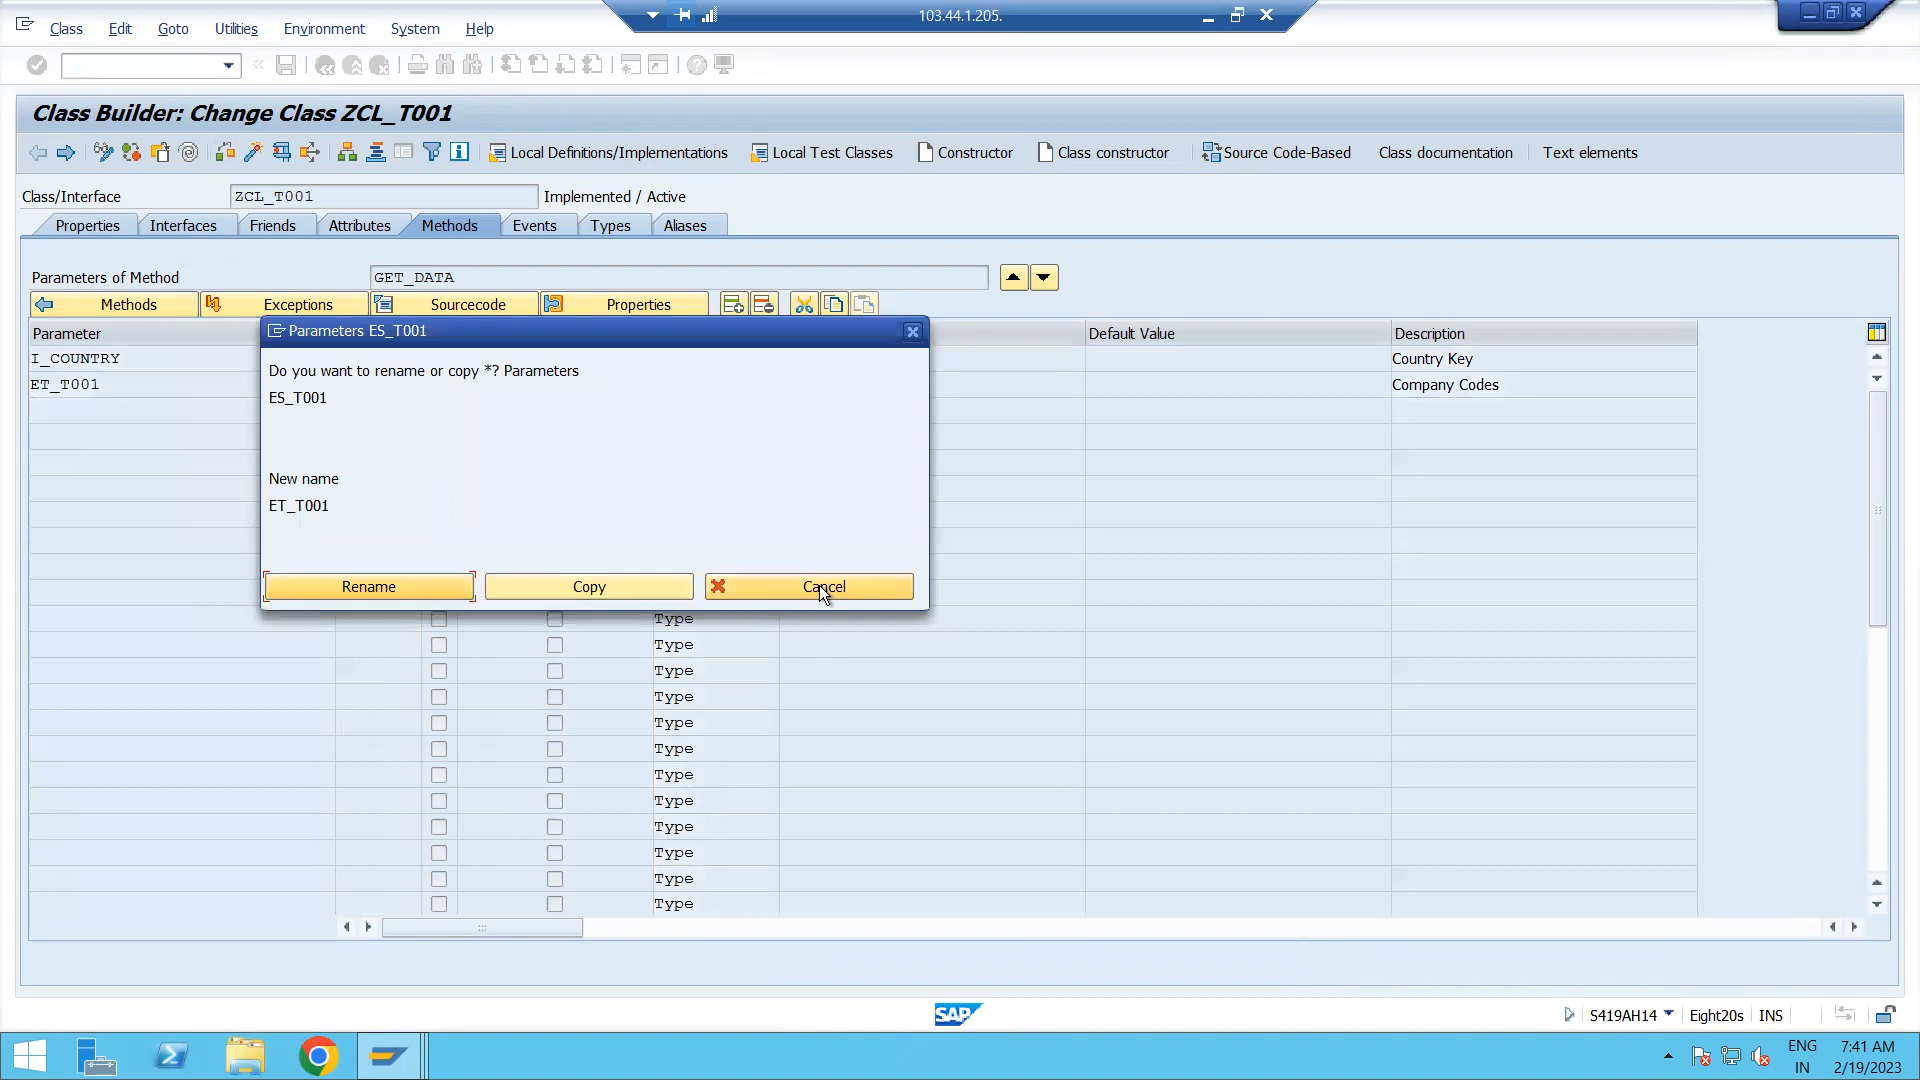 103.44.1.205.
Class Edit Goto Utilities Environment System Help
Class Builder: Change Class ZCL_T001
Local Definitions/Implementations Local Test Classes Constructor Class constructor Source Code-Based Class documentation Text elements
Class/Interface ZCL_T001 Implemented / Active
Properties Interfaces Friends Attributes Methods Events Types Aliases
Parameters of Method GET_DATA
Methods Exceptions Sourcecode Properties
Parameter Default Value Description
I_COUNTRY Country Key
ET_T001 Company Codes
Parameters ES_T001
Do you want to rename or copy *? Parameters
ES_T001
New name
ET_T001
Rename Copy Cancel
Type
Type
Type
Type
Type
Type
Type
Type
Type
Type
Type
Type
SAP
S419AH14 Eight20s INS
ENG 7:41 AM
IN 2/19/2023